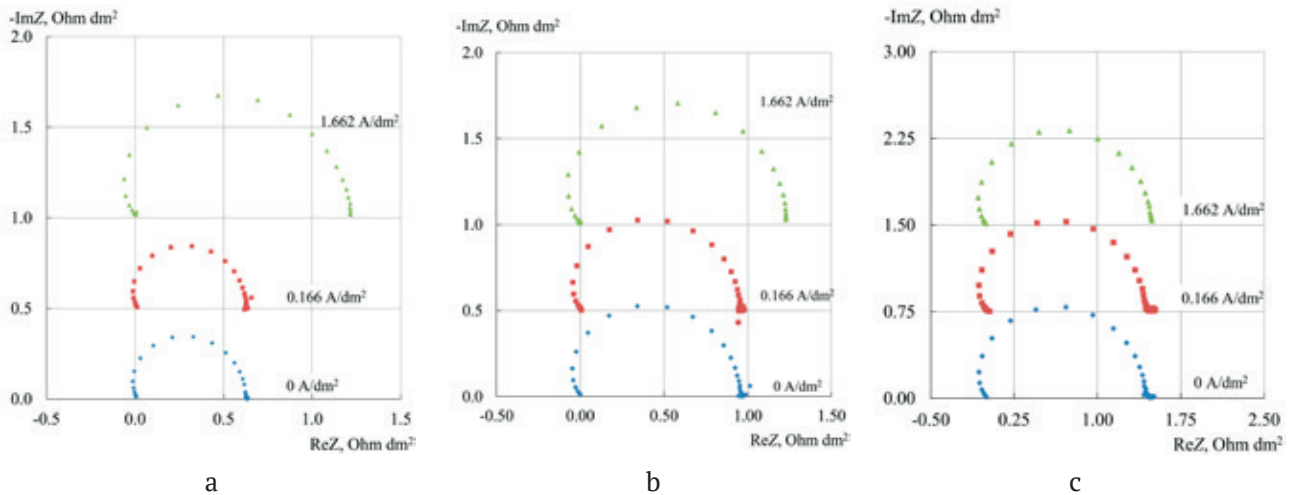 -ImZ, Ohm dm²
2.0
1.5
1.0
0.5
0.0
0.0
0.5
1.0
1.5
1.662 A/dm²
0.166 A/dm²
0 A/dm²
ReZ, Ohm dm²
a
-ImZ, Ohm dm²
2.0
1.5
1.0
0.5
0.0
-0.50
0.00
0.50
1.00
1.50
1.662 A/dm²
0.166 A/dm²
0 A/dm²
ReZ, Ohm dm²
b
-ImZ, Ohm dm²
3.00
2.25
1.50
0.75
0.00
-0.50
0.25
1.00
1.75
2.50
1.662 A/dm²
0.166 A/dm²
0 A/dm²
ReZ, Ohm dm²
c